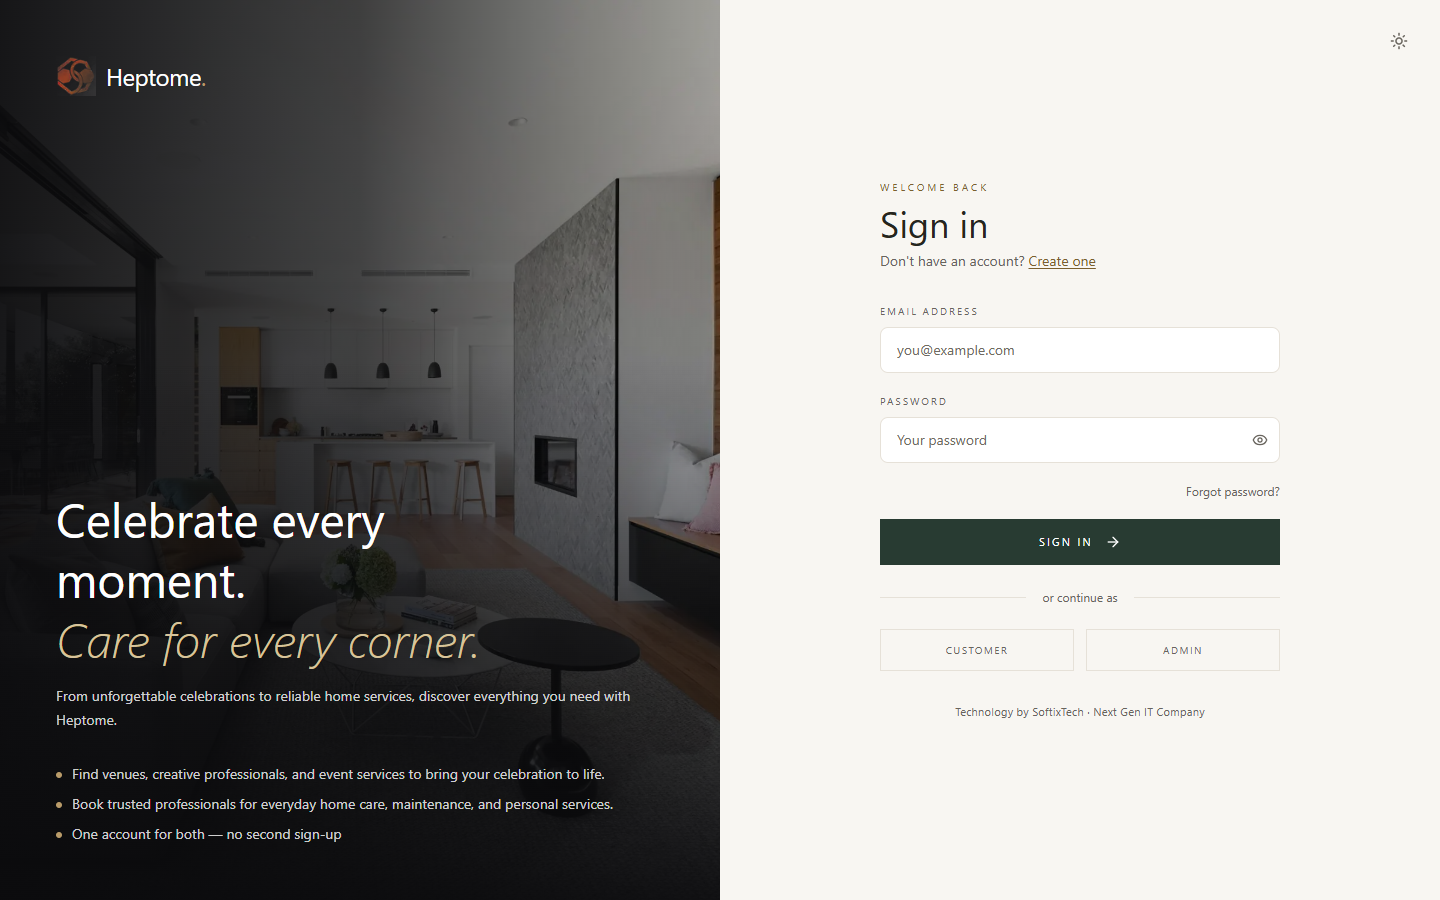 Heptome.
Celebrate every
moment.
Care for every corner.
From unforgettable celebrations to reliable home services, discover everything you need with
Heptome.
Find venues, creative professionals, and event services to bring your celebration to life.
Book trusted professionals for everyday home care, maintenance, and personal services.
One account for both — no second sign-up
WELCOME BACK
Sign in
Don't have an account? Create one
EMAIL ADDRESS
you@example.com
PASSWORD
Your password
Forgot password?
SIGN IN
or continue as
CUSTOMER
ADMIN
Technology by SoftixTech · Next Gen IT Company